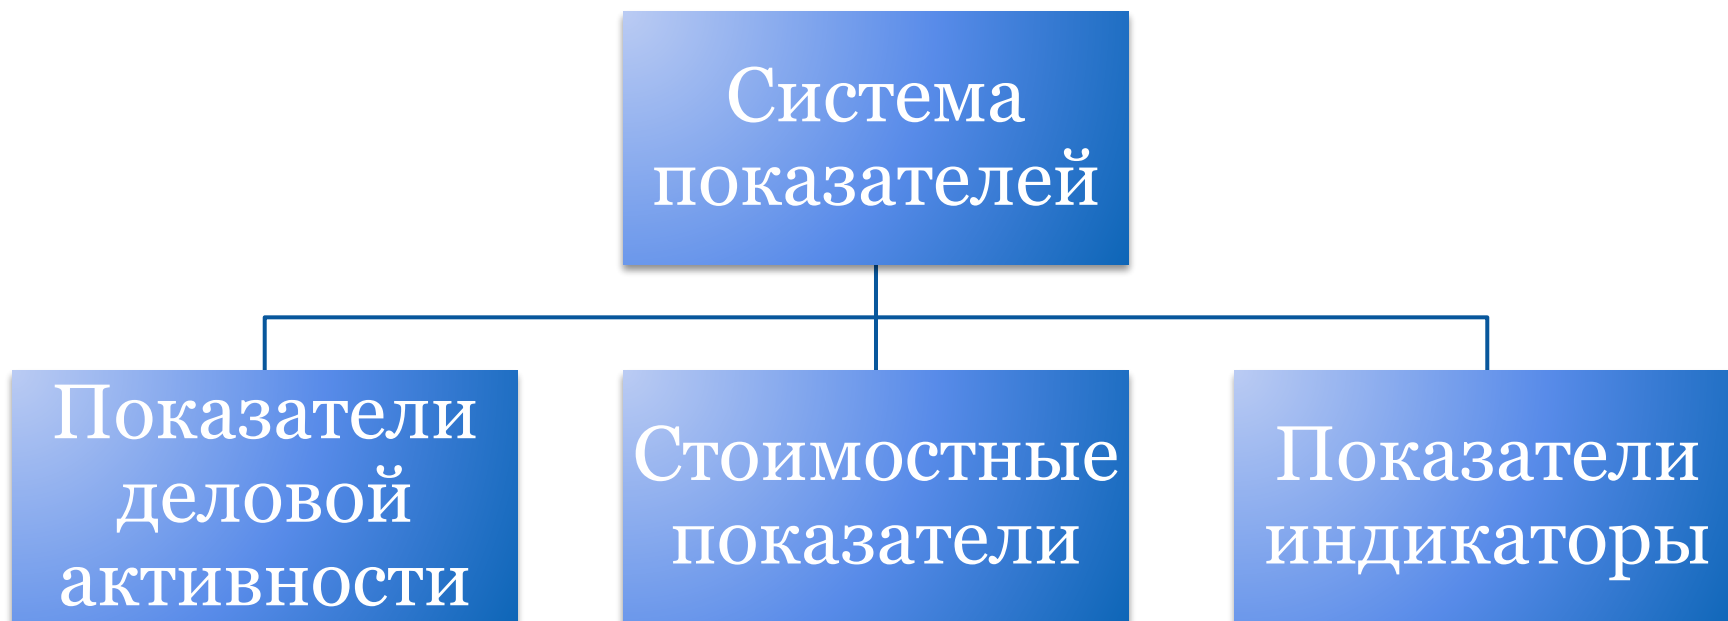 Система
показателей
Показатели
деловой
активности
Стоимостные
показатели
Показатели
индикаторы